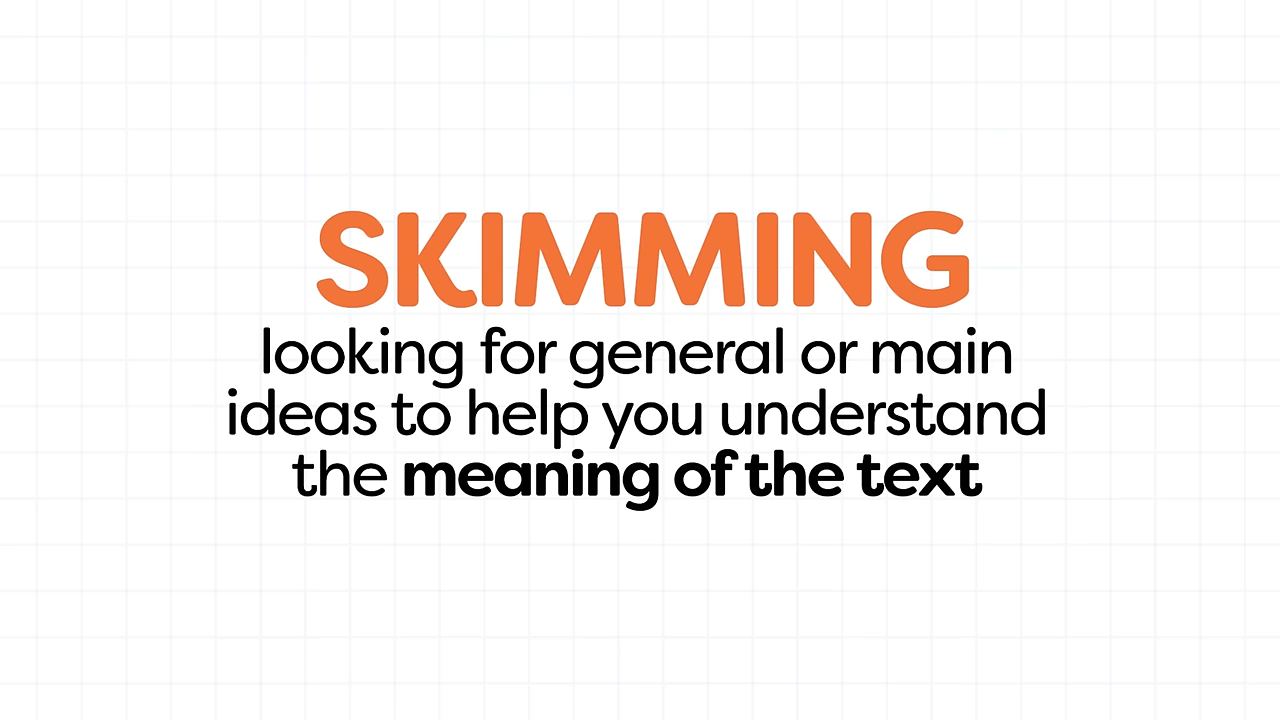 SKIMMING
looking for general or main
ideas to help you understand
the meaning of the text